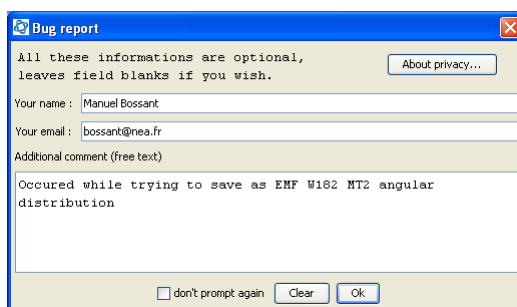 Bug report
All these informations are optional,
leaves field blanks if you wish.
About privacy...
Your name : Manuel Bossant
Your email : bossant@nea.fr
Additional comment (free text)
Occured while trying to save as EMF W182 MT2 angular
distribution
don't prompt again Clear Ok